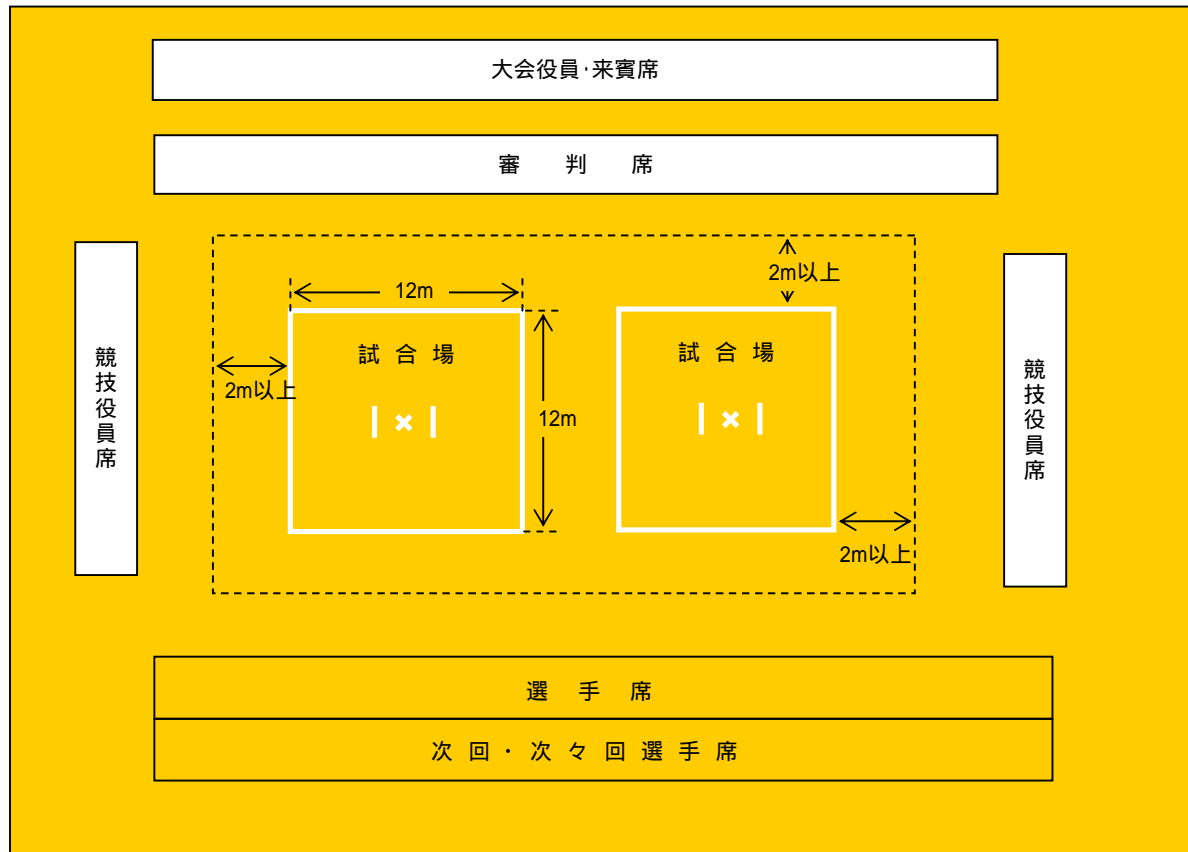 大会役員・来賓席
審 判 席
2m以上
12m
試 合 場
試 合 場
2m以上
12m
2m以上
競技役員席
競技役員席
選 手 席
次 回 ・ 次 々 回 選 手 席